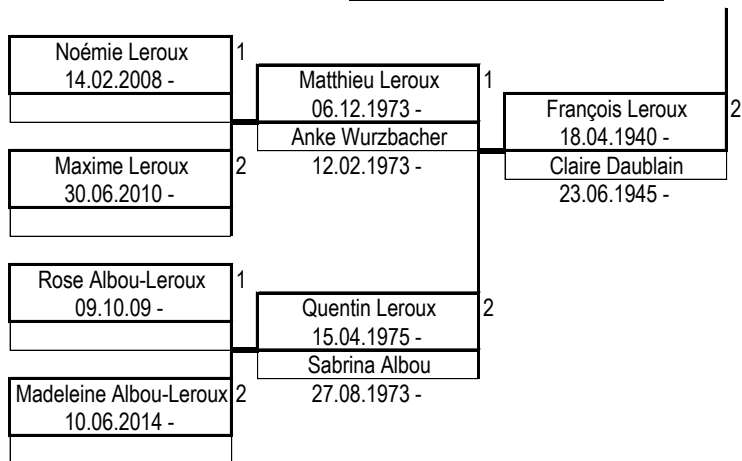 Noémie Leroux 1
14.02.2008 -
Maxime Leroux 2
30.06.2010 -
Rose Albou-Leroux 1
09.10.09 -
Madeleine Albou-Leroux 2
10.06.2014 -
Matthieu Leroux 1
06.12.1973 -
Anke Wurzbacher
12.02.1973 -
Quentin Leroux 2
15.04.1975 -
Sabrina Albou
27.08.1973 -
François Leroux 2
18.04.1940 -
Claire Daublain
23.06.1945 -